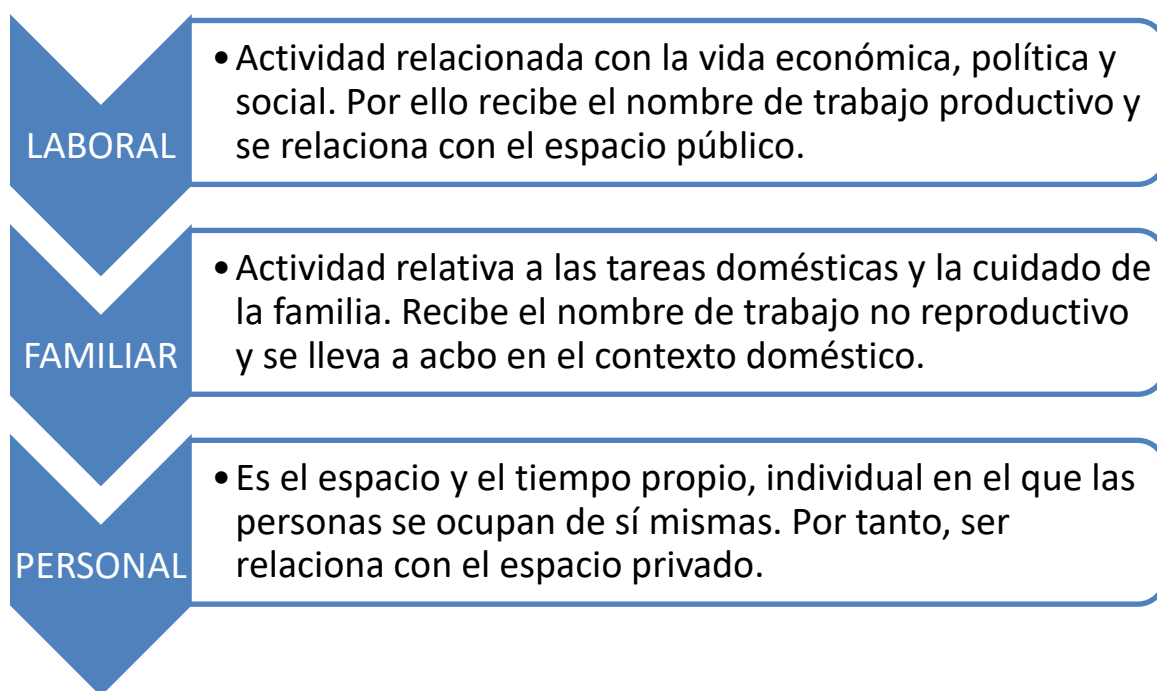 LABORAL
• Actividad relacionada con la vida económica, política y
social. Por ello recibe el nombre de trabajo productivo y
se relaciona con el espacio público.
FAMILIAR
• Actividad relativa a las tareas domésticas y la cuidado de
la familia. Recibe el nombre de trabajo no reproductivo
y se lleva a acbo en el contexto doméstico.
PERSONAL
• Es el espacio y el tiempo propio, individual en el que las
personas se ocupan de sí mismas. Por tanto, ser
relaciona con el espacio privado.